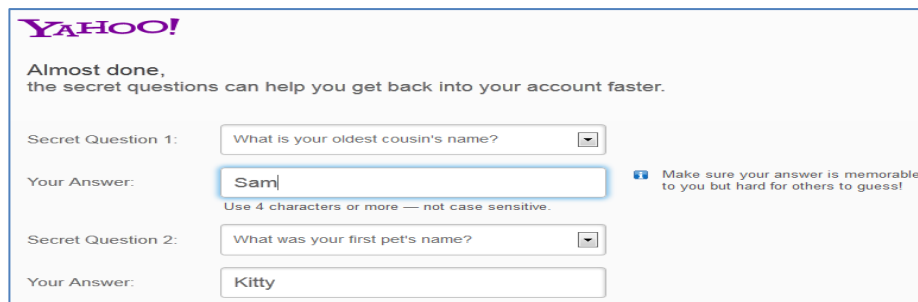 YAHOO!
Almost done,
the secret questions can help you get back into your account faster.
Secret Question 1: What is your oldest cousin's name?
Your Answer: Sam
Make sure your answer is memorable
to you but hard for others to guess!
Use 4 characters or more — not case sensitive.
Secret Question 2: What was your first pet's name?
Your Answer: Kitty